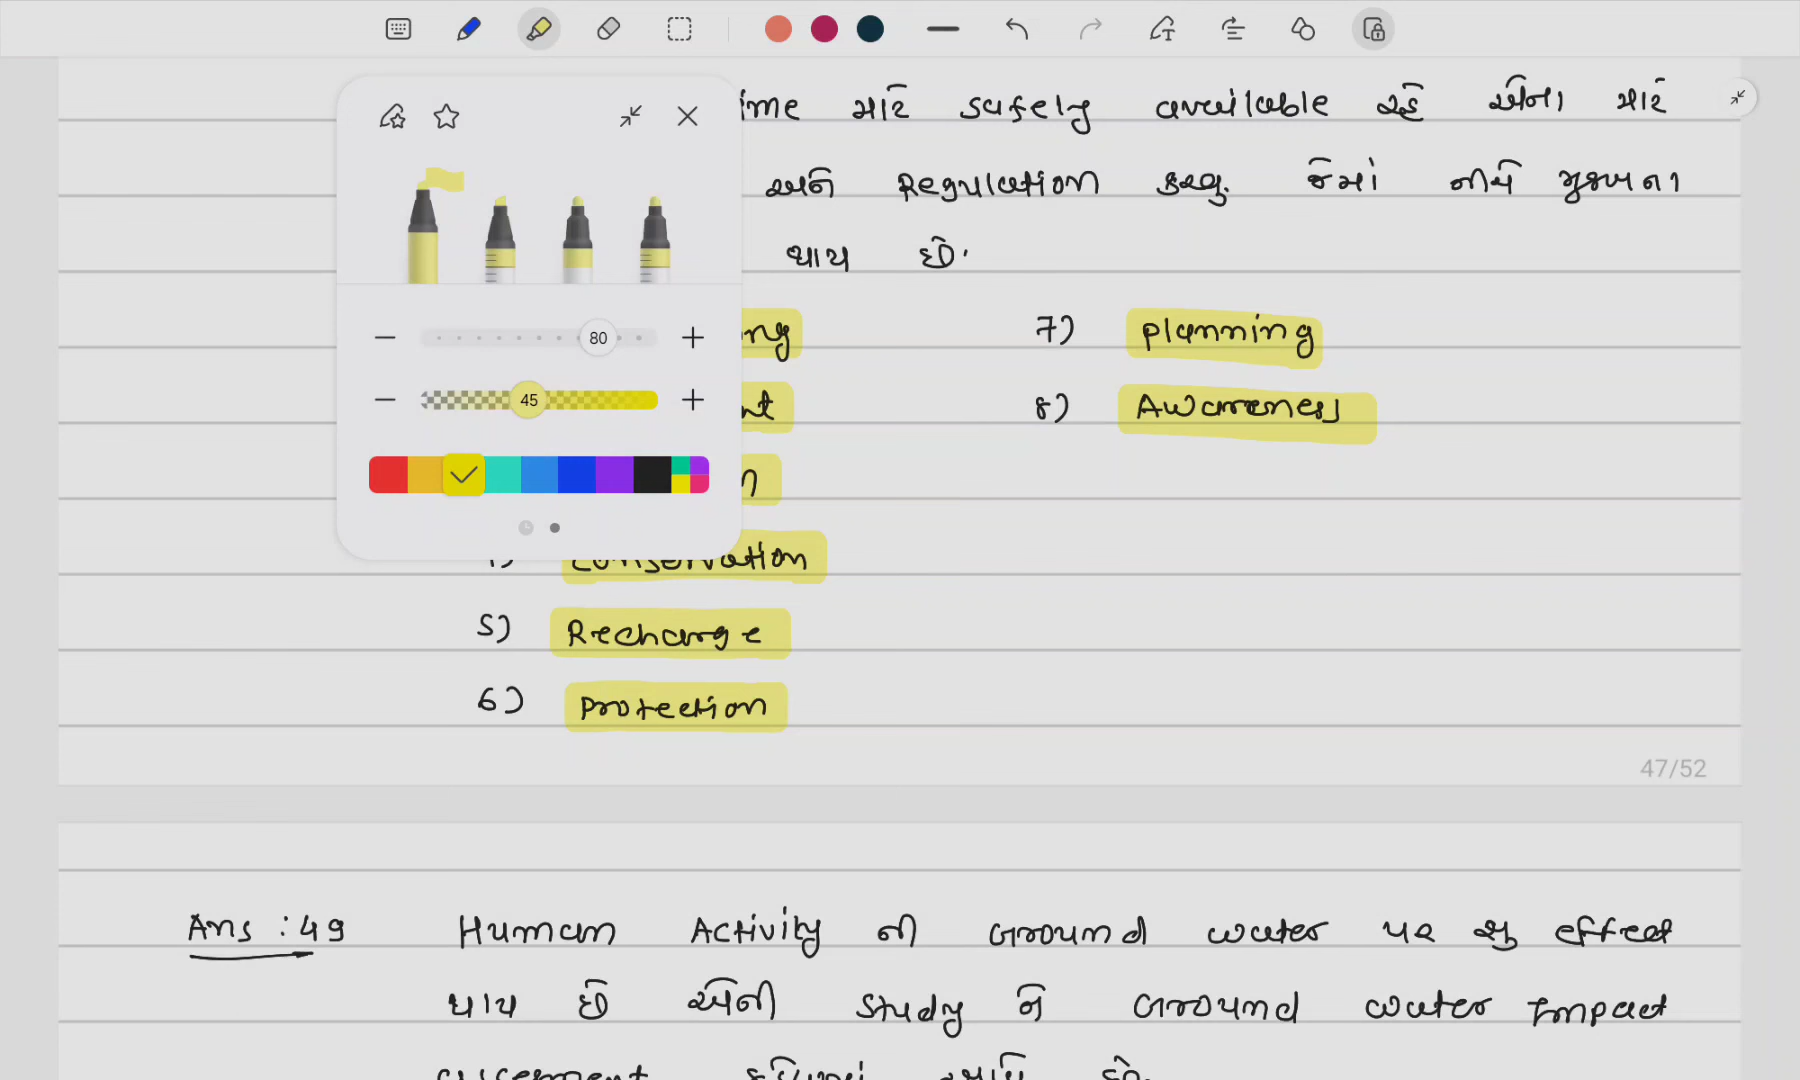 ime માટે safely available રહે એના માટે
અને Regulation કરવુ. જેમાં નીચે મુજબના
થાય છે.
ng 7) planning
nt 8) Awareness
n
Conservation
5) Recharge
6) Protection
80
45
47/52
Ans : 49 Human Activity ની Ground water પર શુ effect
થાય છે એની study ને Ground water Impact